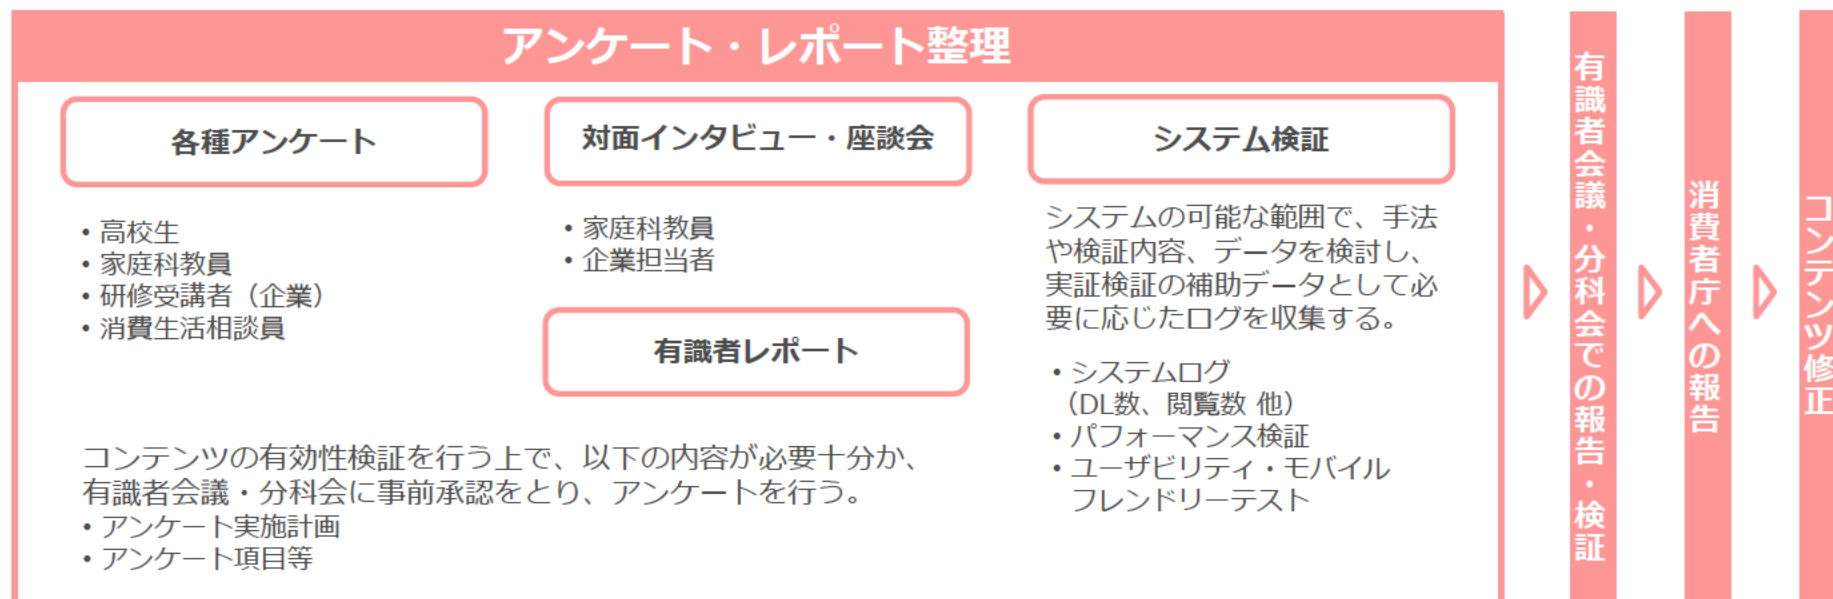 アンケート・レポート整理
各種アンケート
・高校生
・家庭科教員
・研修受講者（企業）
・消費生活相談員
対面インタビュー・座談会
・家庭科教員
・企業担当者
有識者レポート
コンテンツの有効性検証を行う上で、以下の内容が必要十分か、
有識者会議・分科会に事前承認をとり、アンケートを行う。
・アンケート実施計画
・アンケート項目等
システム検証
システムの可能な範囲で、手法
や検証内容、データを検討し、
実証検証の補助データとして必
要に応じたログを収集する。
・システムログ
（DL数、閲覧数 他）
・パフォーマンス検証
・ユーザビリティ・モバイル
フレンドリーテスト
有識者会議・分科会での報告・検証
消費者庁への報告
コンテンツ修正